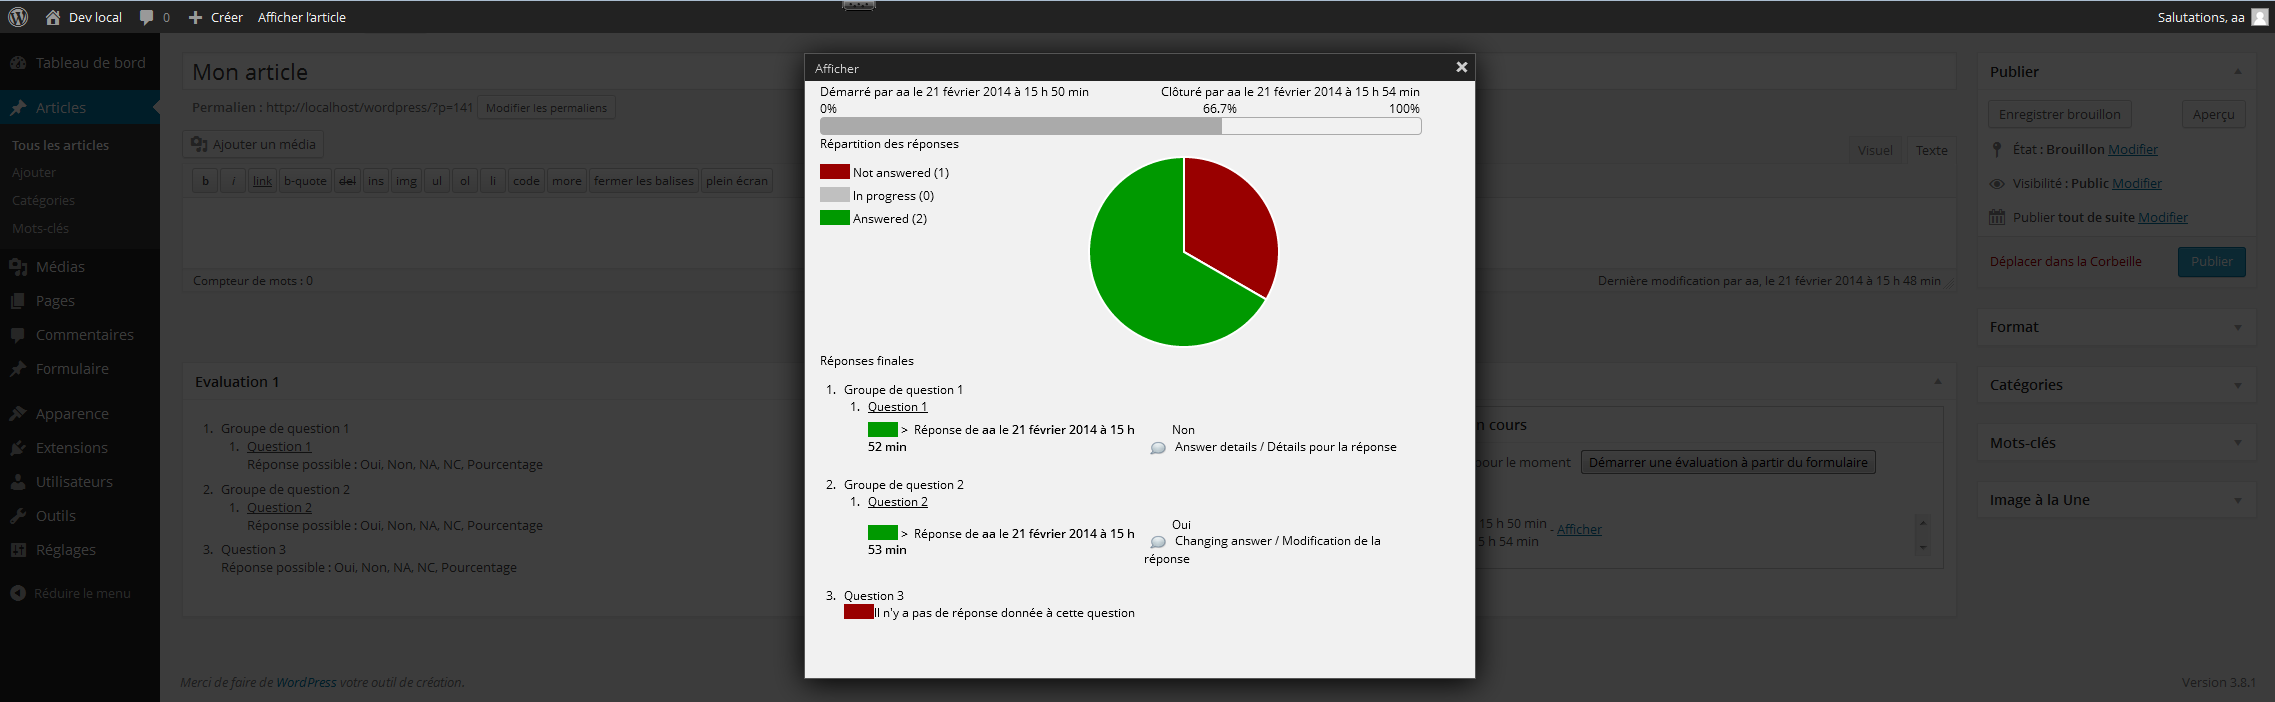 Dev local
0
Créer
Afficher l'article
Salutations, aa
Tableau de bord
Articles
Tous les articles
Ajouter
Catégories
Mots-clés
Médias
Pages
Commentaires
Formulaire
Apparence
Extensions
Utilisateurs
Outils
Réglages
Réduire le menu
Mon article
Permalien : http://localhost/wordpress/?p=141 Modifier les permaliens
Ajouter un média
Visuel Texte
b i link b-quote del ins img ul ol li code more fermer les balises plein écran
Compteur de mots : 0
Dernière modification par aa, le 21 février 2014 à 15 h 48 min
Evaluation 1
1. Groupe de question 1
1. Question 1
Réponse possible : Oui, Non, NA, NC, Pourcentage
2. Groupe de question 2
1. Question 2
Réponse possible : Oui, Non, NA, NC, Pourcentage
3. Question 3
Réponse possible : Oui, Non, NA, NC, Pourcentage
Afficher
Démarré par aa le 21 février 2014 à 15 h 50 min
Clôturé par aa le 21 février 2014 à 15 h 54 min
0% 66.7% 100%
Répartition des réponses
Not answered (1)
In progress (0)
Answered (2)
Réponses finales
1. Groupe de question 1
1. Question 1
> Réponse de aa le 21 février 2014 à 15 h
52 min
Non
Answer details / Détails pour la réponse
2. Groupe de question 2
1. Question 2
> Réponse de aa le 21 février 2014 à 15 h
53 min
Oui
Changing answer / Modification de la
réponse
3. Question 3
Il n'y a pas de réponse donnée à cette question
n cours
pour le moment Démarrer une évaluation à partir du formulaire
15 h 50 min
5 h 54 min
- Afficher
Publier
Enregistrer brouillon Aperçu
État : Brouillon Modifier
Visibilité : Public Modifier
Publier tout de suite Modifier
Déplacer dans la Corbeille Publier
Format
Catégories
Mots-clés
Image à la Une
Merci de faire de WordPress votre outil de création.
Version 3.8.1